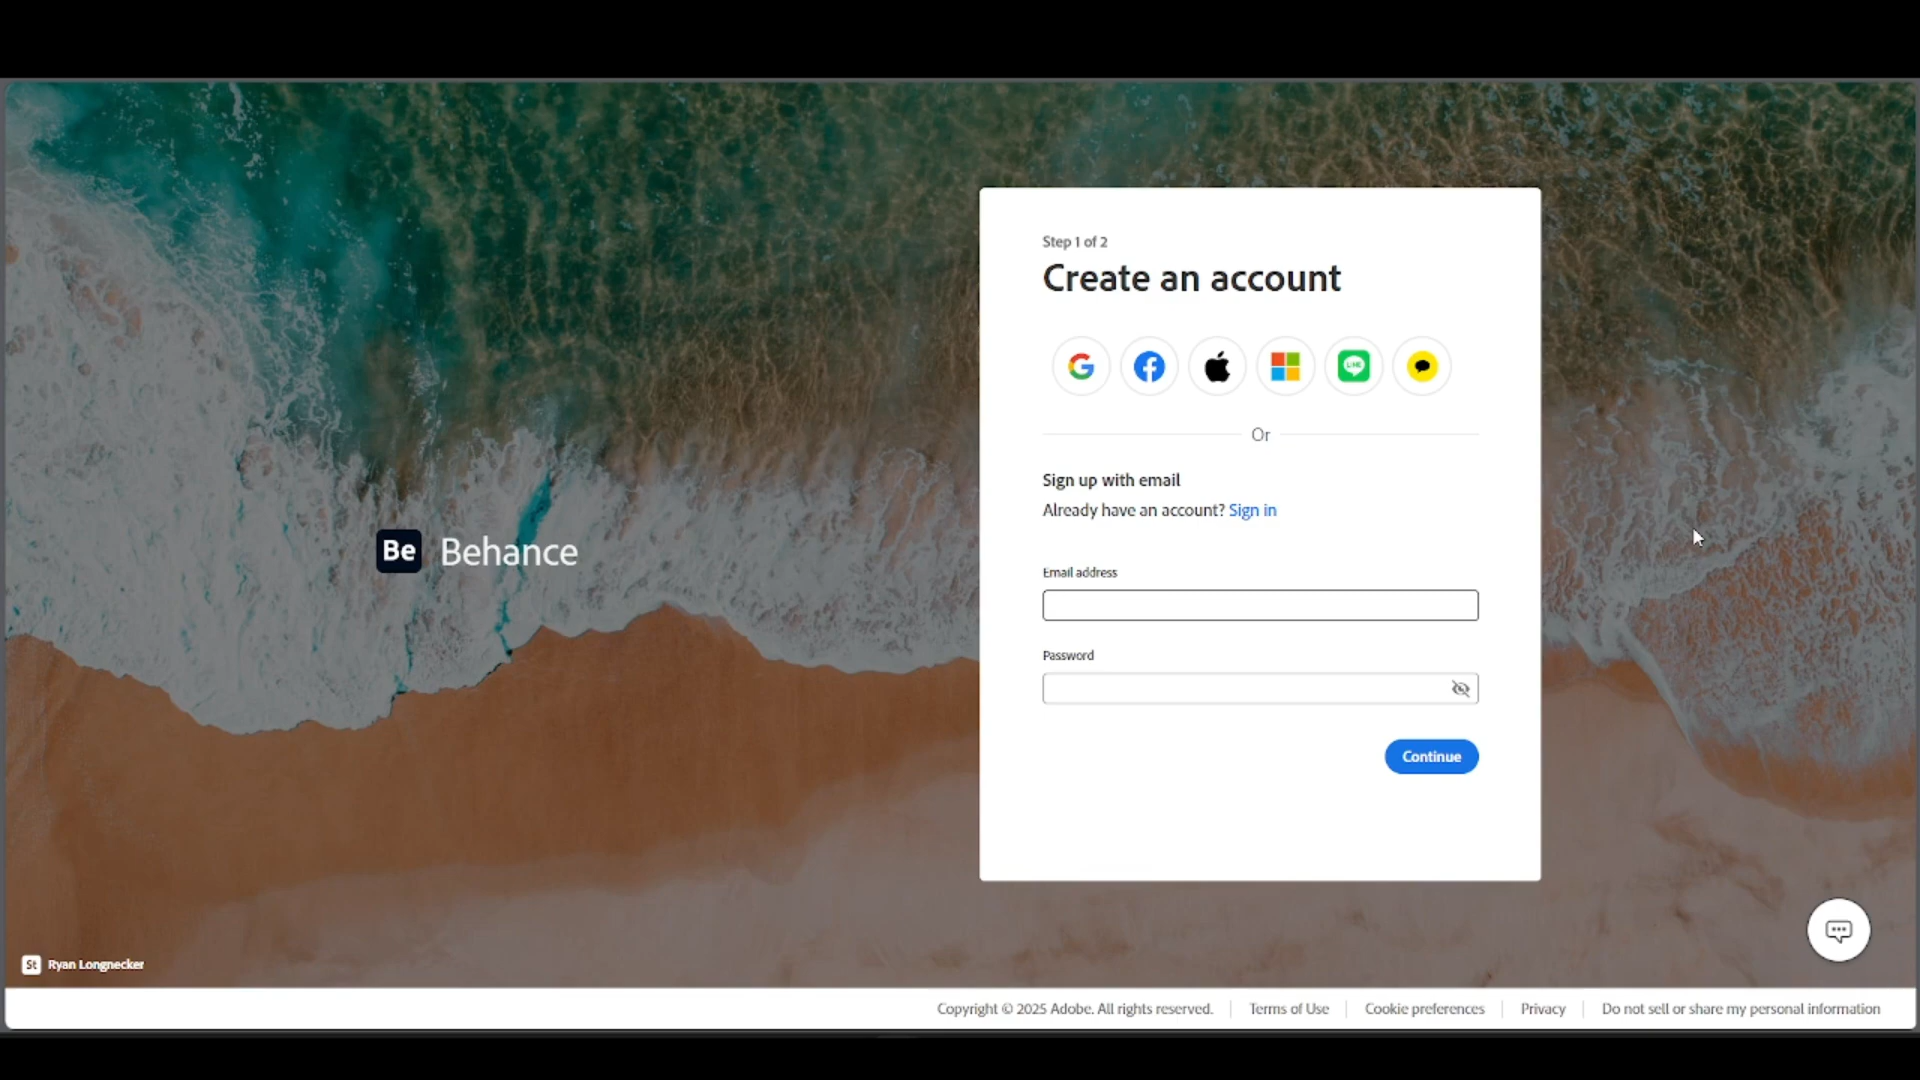 Step 1 of 2
Create an account
LINE
Or
Sign up with email
Already have an account? Sign in
Be Behance
Email address
Password
Continue
St Ryan Longnecker
Copyright © 2025 Adobe. All rights reserved. Terms of Use Cookie preferences Privacy Do not sell or share my personal information